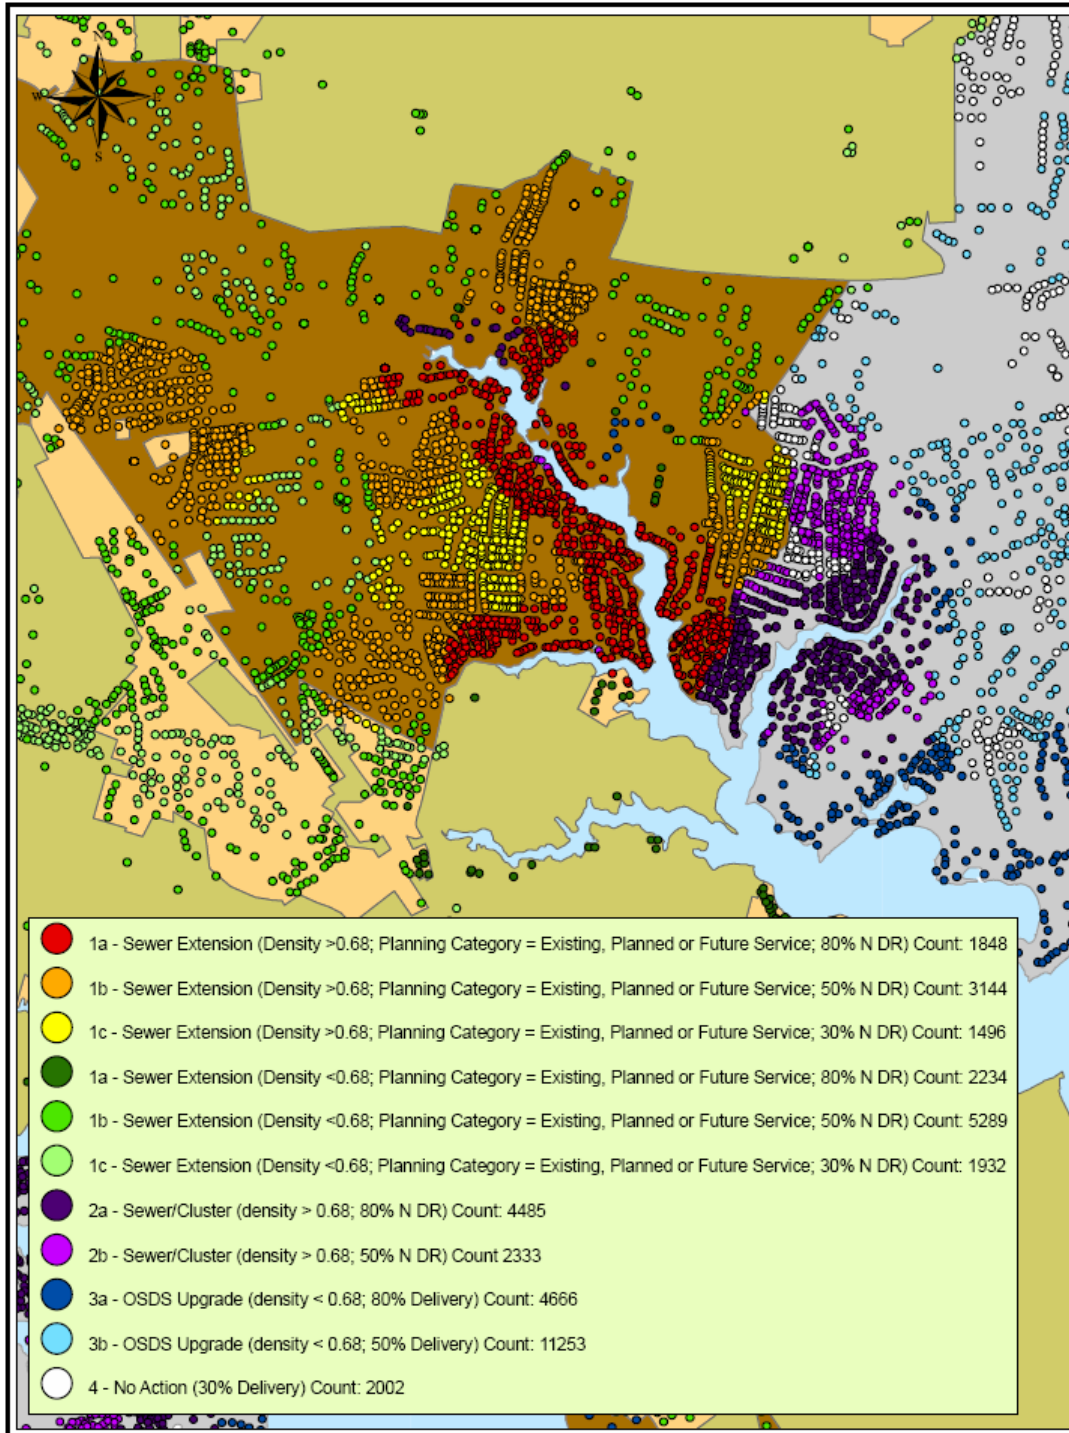 N
W
E
S
1a - Sewer Extension (Density >0.68; Planning Category = Existing, Planned or Future Service; 80% N DR) Count: 1848
1b - Sewer Extension (Density >0.68; Planning Category = Existing, Planned or Future Service; 50% N DR) Count: 3144
1c - Sewer Extension (Density >0.68; Planning Category = Existing, Planned or Future Service; 30% N DR) Count: 1496
1a - Sewer Extension (Density <0.68; Planning Category = Existing, Planned or Future Service; 80% N DR) Count: 2234
1b - Sewer Extension (Density <0.68; Planning Category = Existing, Planned or Future Service; 50% N DR) Count: 5289
1c - Sewer Extension (Density <0.68; Planning Category = Existing, Planned or Future Service; 30% N DR) Count: 1932
2a - Sewer/Cluster (density > 0.68; 80% N DR) Count: 4485
2b - Sewer/Cluster (density > 0.68; 50% N DR) Count 2333
3a - OSDS Upgrade (density < 0.68; 80% Delivery) Count: 4666
3b - OSDS Upgrade (density < 0.68; 50% Delivery) Count: 11253
4 - No Action (30% Delivery) Count: 2002